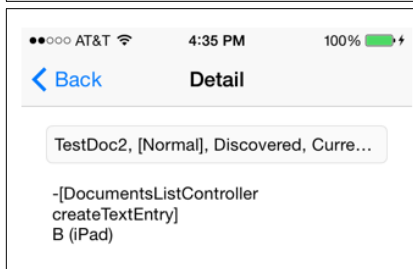 ●●○○○ AT&T 4:35 PM 100%
Back Detail
TestDoc2, [Normal], Discovered, Curre...
-[DocumentsListController
createTextEntry]
B (iPad)